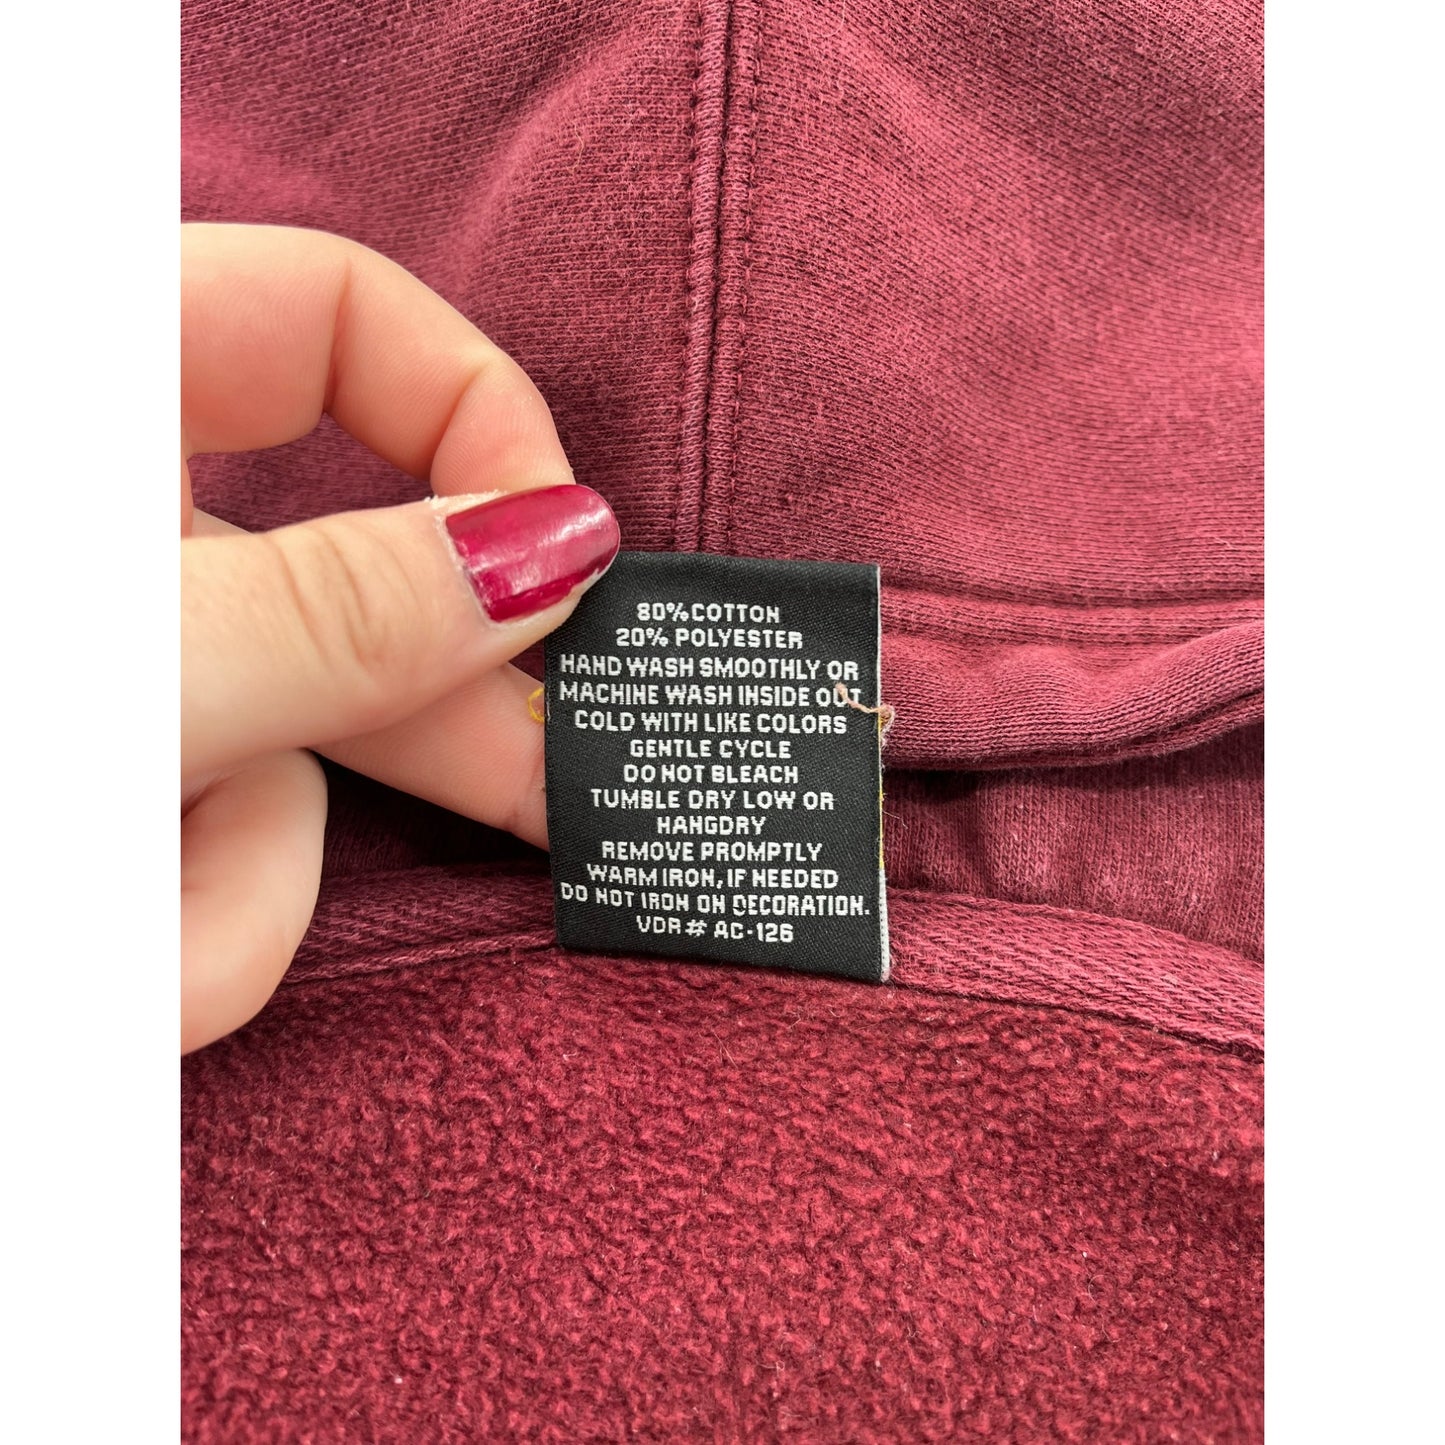 80% COTTON
20% POLYESTER
HAND WASH SMOOTHLY OR
MACHINE WASH INSIDE OUT
COLD WITH LIKE COLORS
GENTLE CYCLE
DO NOT BLEACH
TUMBLE DRY LOW OR
HANGDRY
REMOVE PROMPTLY
WARM IRON, IF NEEDED
DO NOT IRON ON DECORATION.
VDR# AC-126